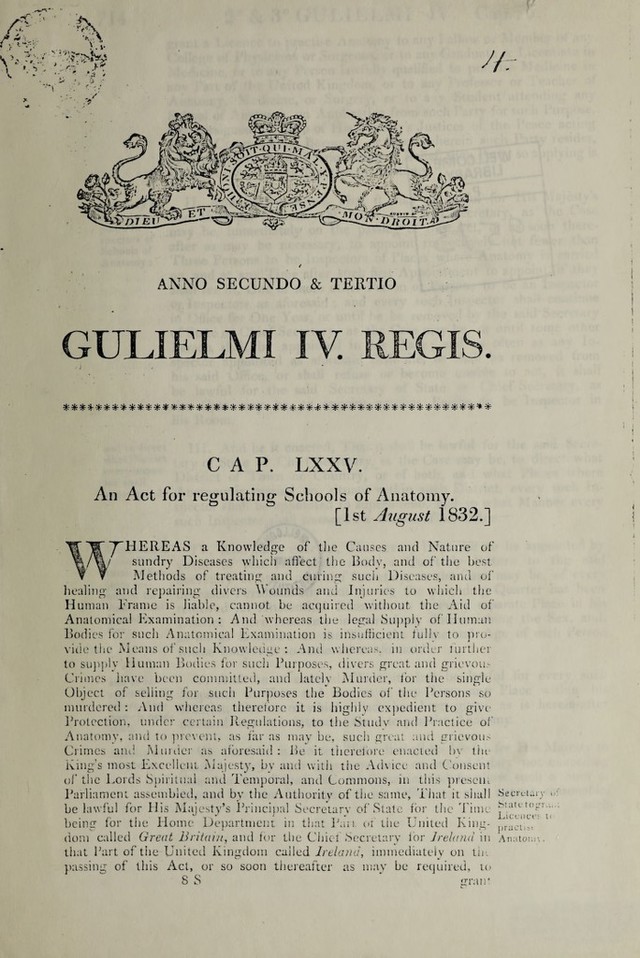 4.
HONI SOIT QUI MAL Y PENSE
DIEU ET MON DROIT
ANNO SECUNDO & TERTIO
GULIELMI IV. REGIS.
************************************************
CAP. LXXV.
An Act for regulating Schools of Anatomy.
[1st August 1832.]
WHEREAS a Knowledge of the Causes and Nature of
sundry Diseases which affect the Body, and of the best
Methods of treating and curing such Diseases, and of
healing and repairing divers Wounds and Injuries to which the
Human Frame is liable, cannot be acquired without the Aid of
Anatomical Examination: And whereas the legal Supply of Human
Bodies for such Anatomical Examination is insufficient fully to pro-
vide the Means of such Knowledge: And whereas, in order further
to supply Human Bodies for such Purposes, divers great and grievous
Crimes have been committed, and lately Murder, for the single
Object of selling for such Purposes the Bodies of the Persons so
murdered: And whereas therefore it is highly expedient to give
Protection, under certain Regulations, to the Study and Practice of
Anatomy, and to prevent, as far as may be, such great and grievous
Crimes and Murder as aforesaid: Be it therefore enacted by the
King's most Excellent Majesty, by and with the Advice and Consent
of the Lords Spiritual and Temporal, and Commons, in this present
Parliament assembled, and by the Authority of the same, That it shall
be lawful for His Majesty's Principal Secretary of State for the Time
being for the Home Department in that Part of the United King-
dom called Great Britain, and for the Chief Secretary for Ireland in
that Part of the United Kingdom called Ireland, immediately on the
passing of this Act, or so soon thereafter as may be required, to
Secretary of
State to grant
Licences to
practise
Anatomy.
8 S
grant